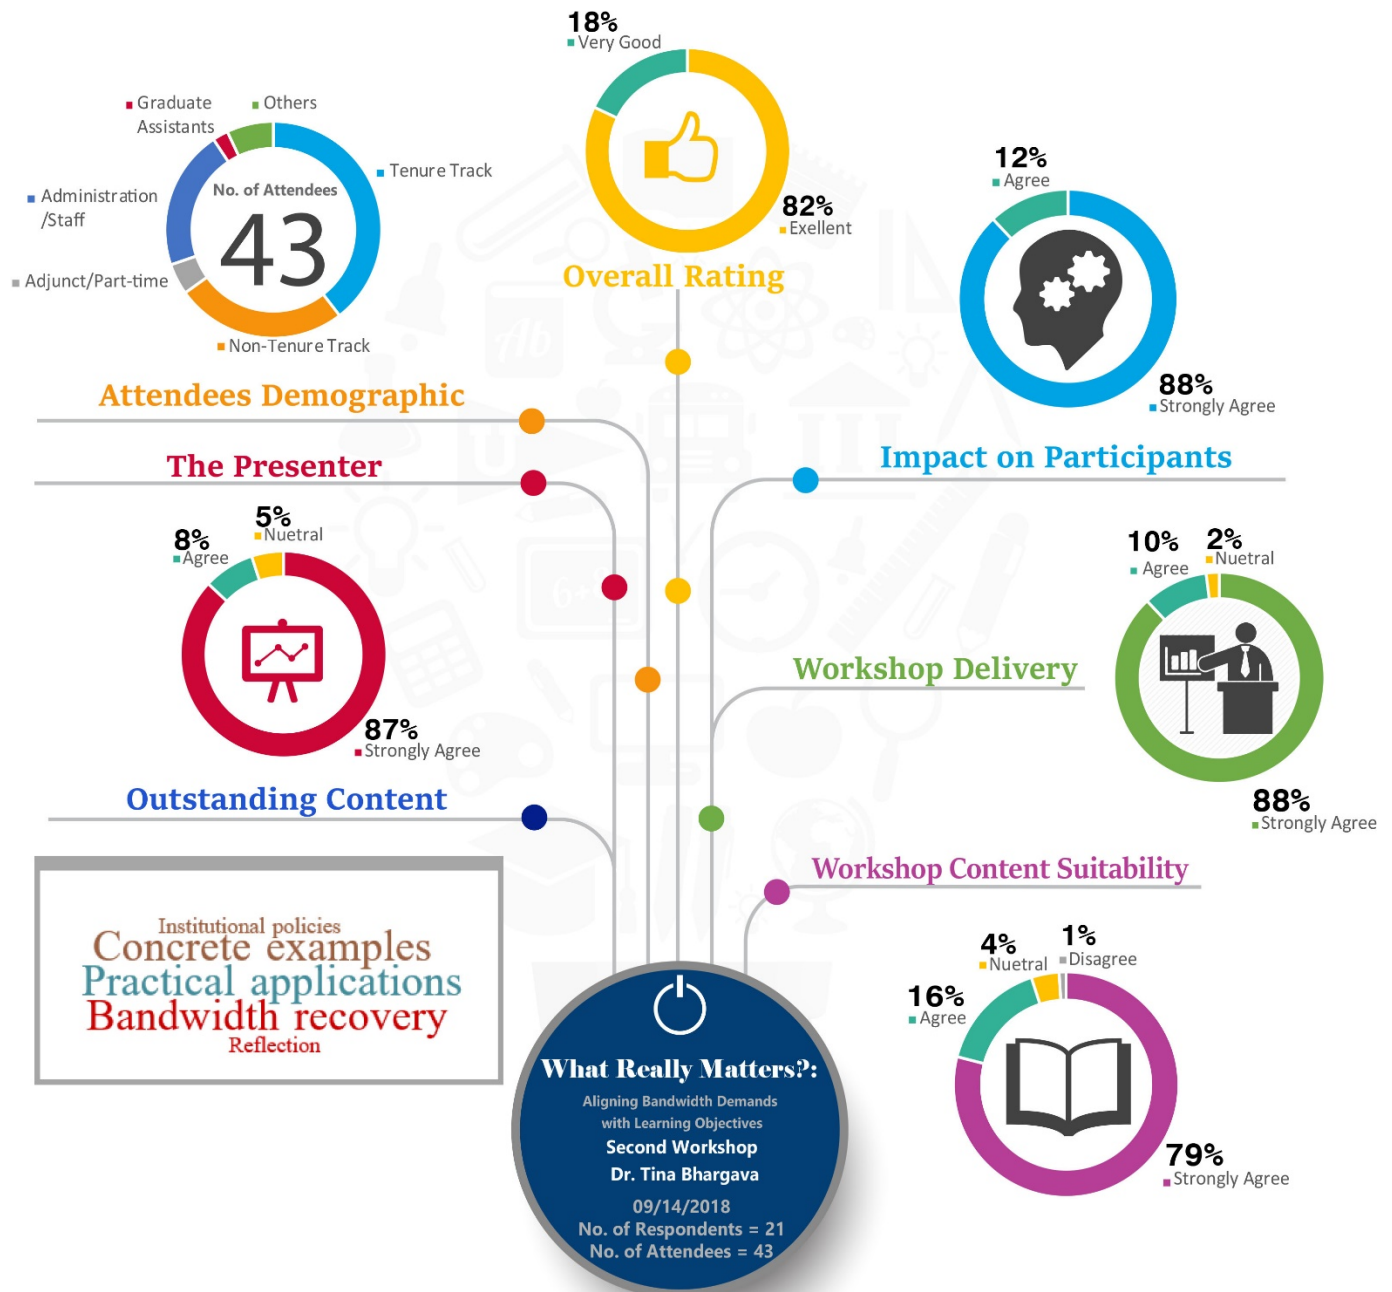 18%
Very Good
82%
Exellent
Overall Rating
Graduate
Assistants
Others
Tenure Track
Administration
/Staff
Adjunct/Part-time
Non-Tenure Track
No. of Attendees
43
Attendees Demographic
12%
Agree
88%
Strongly Agree
Impact on Participants
The Presenter
8%
Agree
5%
Nuetral
87%
Strongly Agree
10%
Agree
2%
Nuetral
88%
Strongly Agree
Workshop Delivery
Outstanding Content
Institutional policies
Concrete examples
Practical applications
Bandwidth recovery
Reflection
Workshop Content Suitability
16%
Agree
4%
Nuetral
1%
Disagree
79%
Strongly Agree
What Really Matters?:
Aligning Bandwidth Demands
with Learning Objectives
Second Workshop
Dr. Tina Bhargava
09/14/2018
No. of Respondents = 21
No. of Attendees = 43
Ab